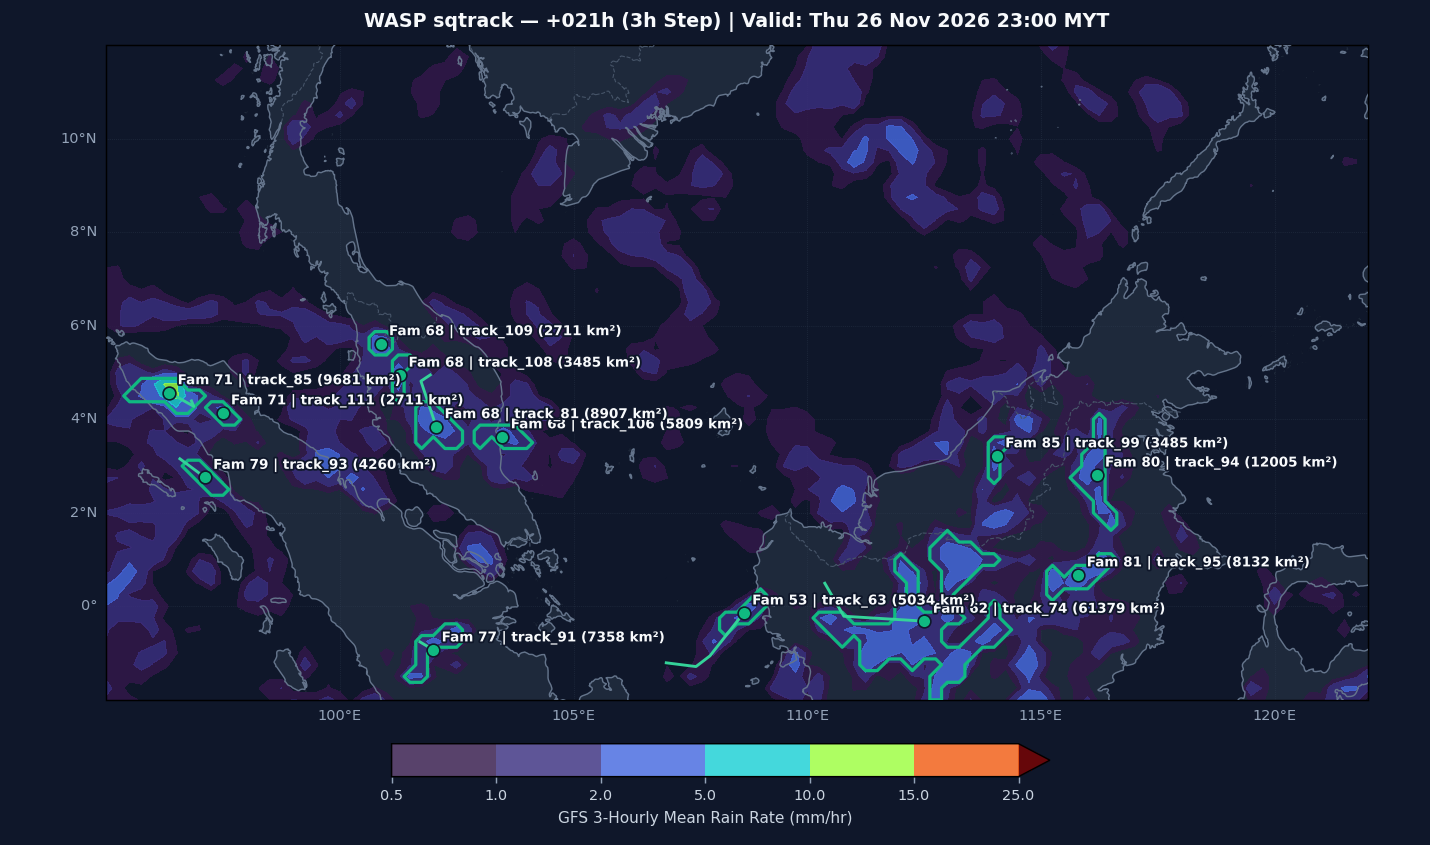 WASP sqtrack — +021h (3h Step) | Valid: Thu 26 Nov 2026 23:00 MYT
10°N
8°N
6°N
4°N
2°N
0°
Fam 68 | track_109 (2711 km²)
Fam 68 | track_108 (3485 km²)
Fam 71 | track_85 (9681 km²)
Fam 71 | track_111 (2711 km²)
Fam 68 | track_81 (8907 km²)
Fam 68 | track_106 (5809 km²)
Fam 85 | track_99 (3485 km²)
Fam 79 | track_93 (4260 km²)
Fam 80 | track_94 (12005 km²)
Fam 81 | track_95 (8132 km²)
Fam 53 | track_63 (5034 km²)
Fam 62 | track_74 (61379 km²)
Fam 77 | track_91 (7358 km²)
100°E 105°E 110°E 115°E 120°E
0.5 1.0 2.0 5.0 10.0 15.0 25.0
GFS 3-Hourly Mean Rain Rate (mm/hr)